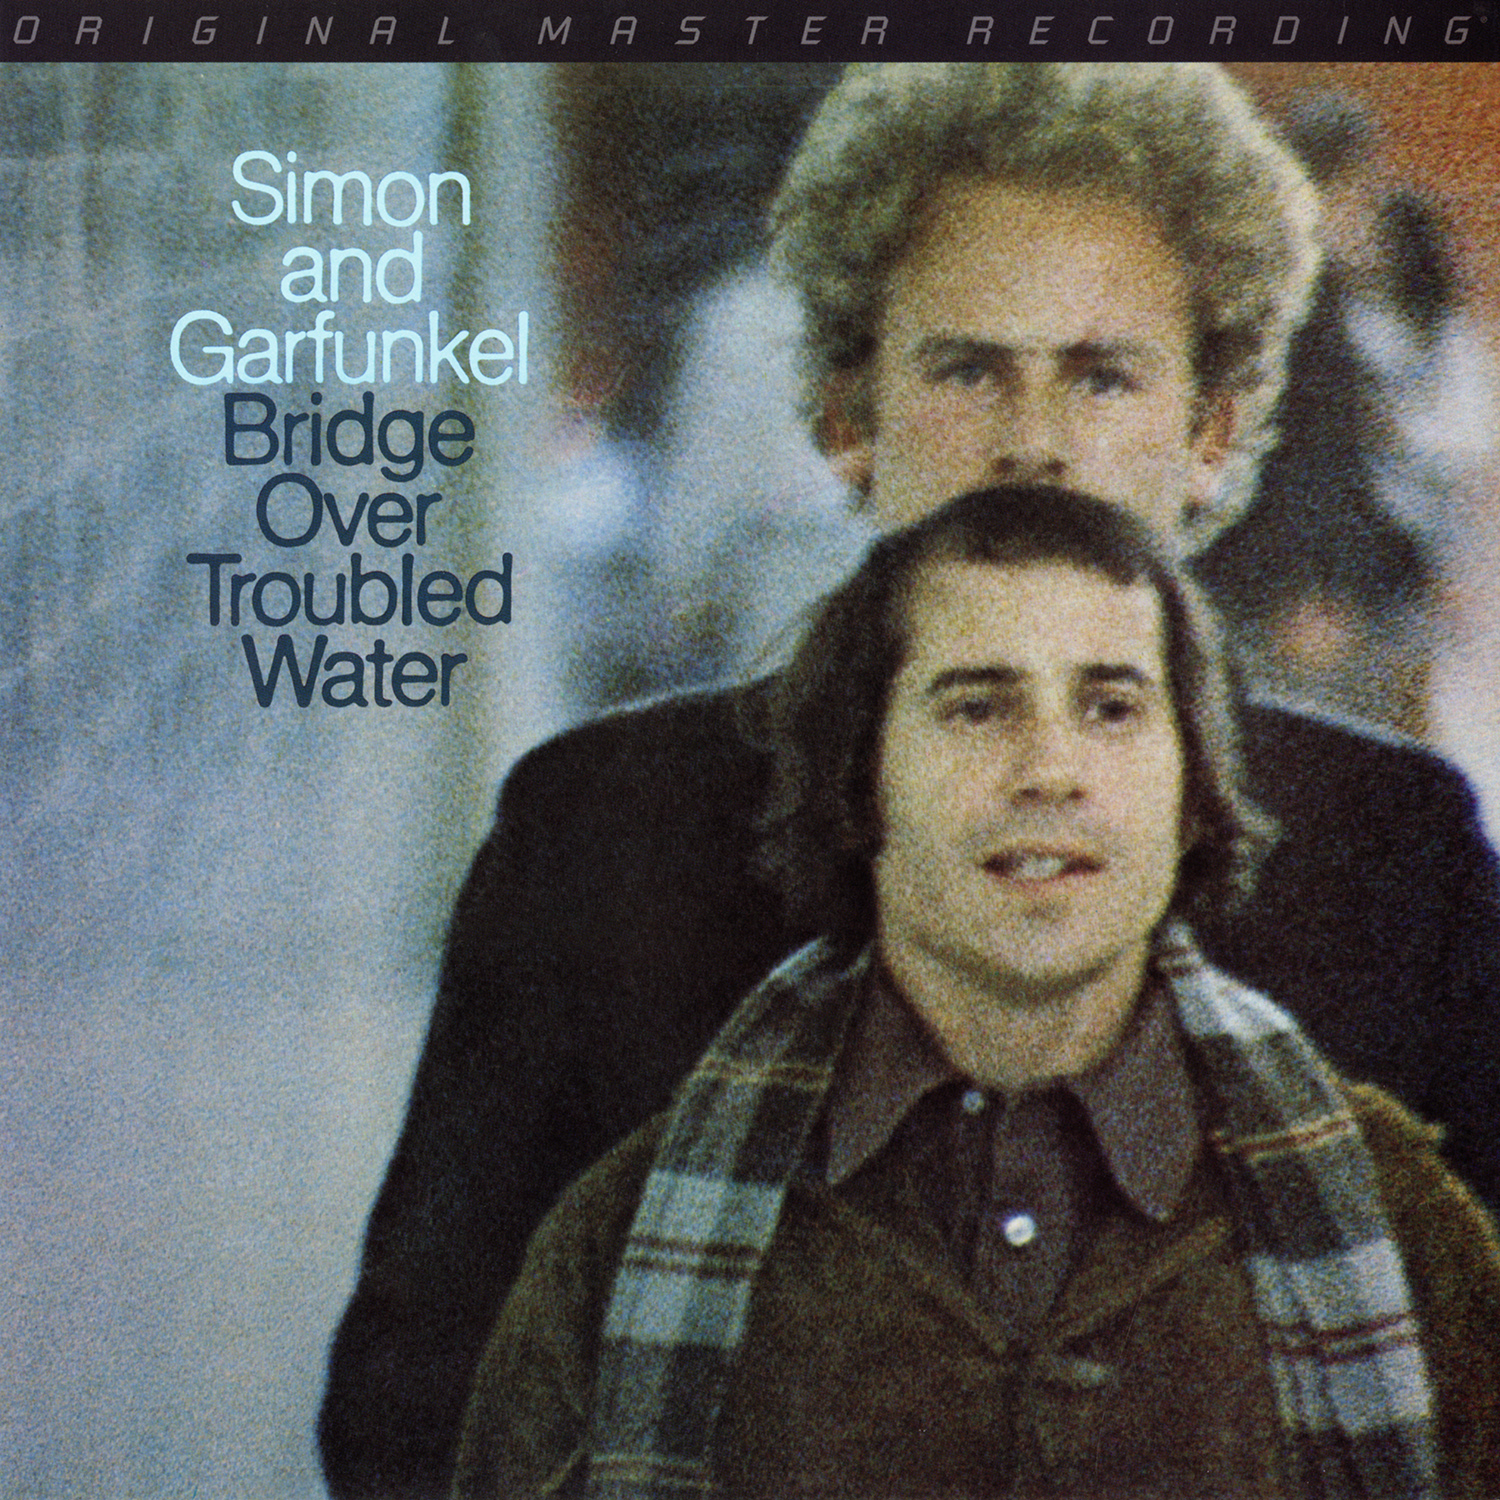 ORIGINAL MASTER RECORDING®
Simon
and
Garfunkel
Bridge
Over
Troubled
Water